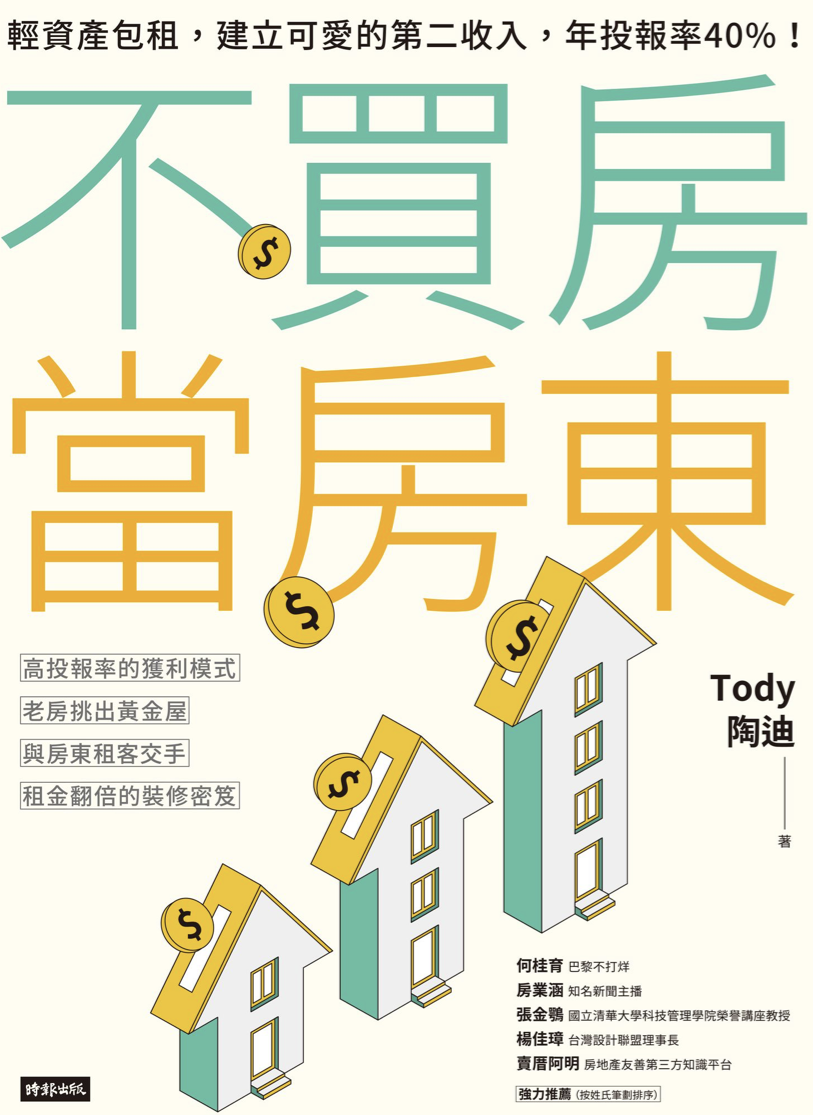 輕資產包租，建立可愛的第二收入，年投報率40%！
不買房
當房東
高投報率的獲利模式
老房挑出黃金屋
與房東租客交手
租金翻倍的裝修密笈
Tody
陶迪
著
何桂育 巴黎不打烊
房業涵 知名新聞主播
張金鶚 國立清華大學科技管理學院榮譽講座教授
楊佳璋 台灣設計聯盟理事長
賣厝阿明 房地產友善第三方知識平台
強力推薦（按姓氏筆劃排序）
時報出版